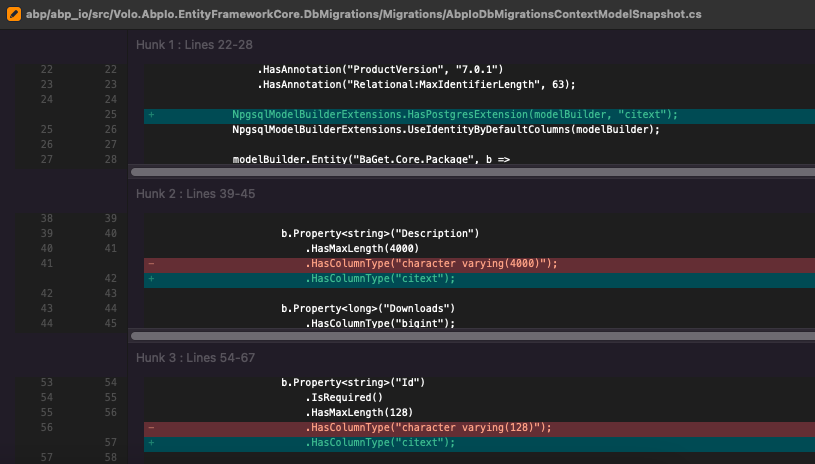 abp/abp_io/src/Volo.AbpIo.EntityFrameworkCore.DbMigrations/Migrations/AbpIoDbMigrationsContextModelSnapshot.cs
Hunk 1 : Lines 22-28
22 22 .HasAnnotation("ProductVersion", "7.0.1")
23 23 .HasAnnotation("Relational:MaxIdentifierLength", 63);
24 24
25 + NpgsqlModelBuilderExtensions.HasPostgresExtension(modelBuilder, "citext");
25 26 NpgsqlModelBuilderExtensions.UseIdentityByDefaultColumns(modelBuilder);
26 27
27 28 modelBuilder.Entity("BaGet.Core.Package", b =>
Hunk 2 : Lines 39-45
38 39
39 40 b.Property<string>("Description")
40 41 .HasMaxLength(4000)
41 - .HasColumnType("character varying(4000)");
42 + .HasColumnType("citext");
42 43
43 44 b.Property<long>("Downloads")
44 45 .HasColumnType("bigint");
Hunk 3 : Lines 54-67
53 54 b.Property<string>("Id")
54 55 .IsRequired()
55 56 .HasMaxLength(128)
56 - .HasColumnType("character varying(128)");
57 + .HasColumnType("citext");
57 58